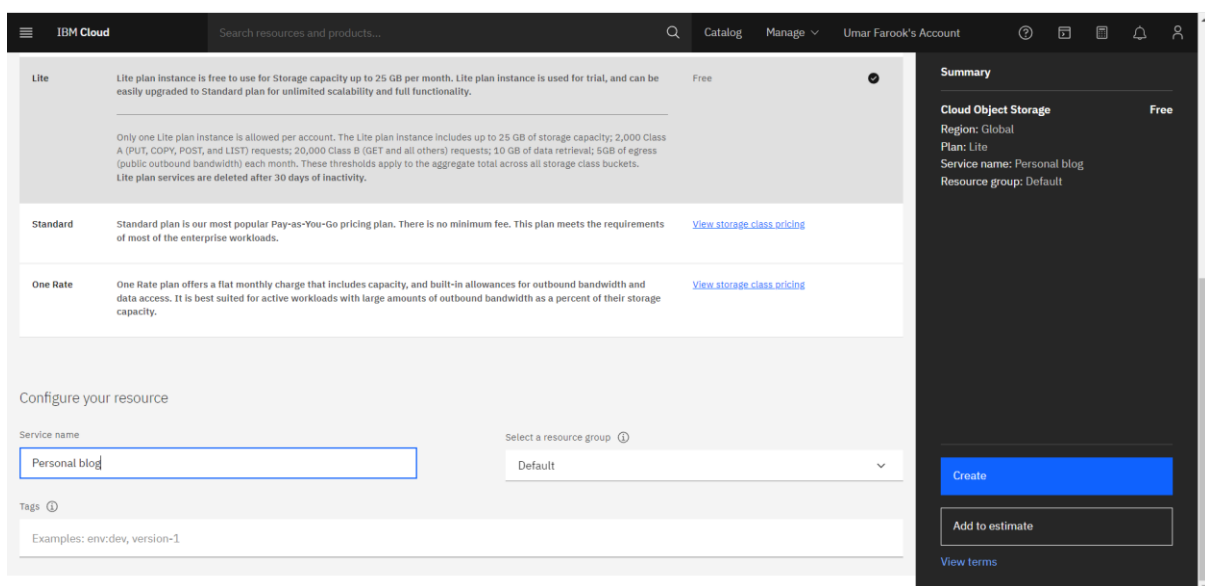 IBM Cloud
Search resources and products...
Catalog
Manage
Umar Farook's Account
Lite
Lite plan instance is free to use for Storage capacity up to 25 GB per month. Lite plan instance is used for trial, and can be
easily upgraded to Standard plan for unlimited scalability and full functionality.
Free
Only one Lite plan instance is allowed per account. The Lite plan instance includes up to 25 GB of storage capacity; 2,000 Class
A (PUT, COPY, POST, and LIST) requests; 20,000 Class B (GET and all others) requests; 10 GB of data retrieval; 5GB of egress
(public outbound bandwidth) each month. These thresholds apply to the aggregate total across all storage class buckets.
Lite plan services are deleted after 30 days of inactivity.
Standard
Standard plan is our most popular Pay-as-You-Go pricing plan. There is no minimum fee. This plan meets the requirements
of most of the enterprise workloads.
View storage class pricing
One Rate
One Rate plan offers a flat monthly charge that includes capacity, and built-in allowances for outbound bandwidth and
data access. It is best suited for active workloads with large amounts of outbound bandwidth as a percent of their storage
capacity.
View storage class pricing
Configure your resource
Service name
Personal blog
Select a resource group
Default
Tags
Examples: env:dev, version-1
Summary
Cloud Object Storage
Free
Region: Global
Plan: Lite
Service name: Personal blog
Resource group: Default
Create
Add to estimate
View terms